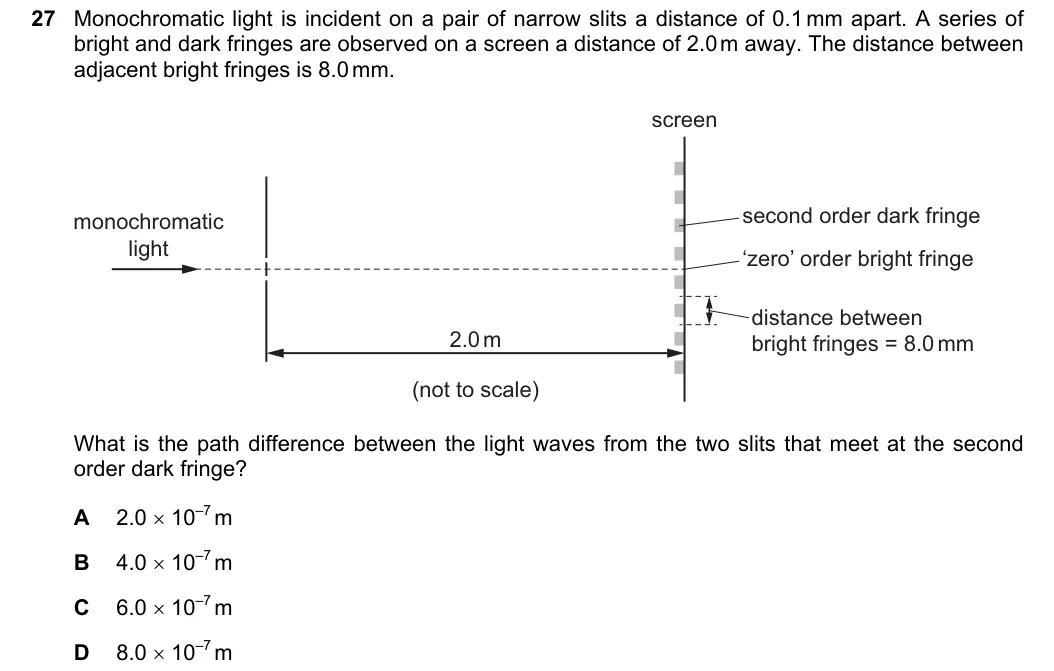 27 Monochromatic light is incident on a pair of narrow slits a distance of 0.1 mm apart. A series of
bright and dark fringes are observed on a screen a distance of 2.0 m away. The distance between
adjacent bright fringes is 8.0 mm.
screen
monochromatic
light
second order dark fringe
‘zero’ order bright fringe
distance between
bright fringes = 8.0 mm
2.0 m
(not to scale)
What is the path difference between the light waves from the two slits that meet at the second
order dark fringe?
A 2.0 × 10⁻⁷ m
B 4.0 × 10⁻⁷ m
C 6.0 × 10⁻⁷ m
D 8.0 × 10⁻⁷ m